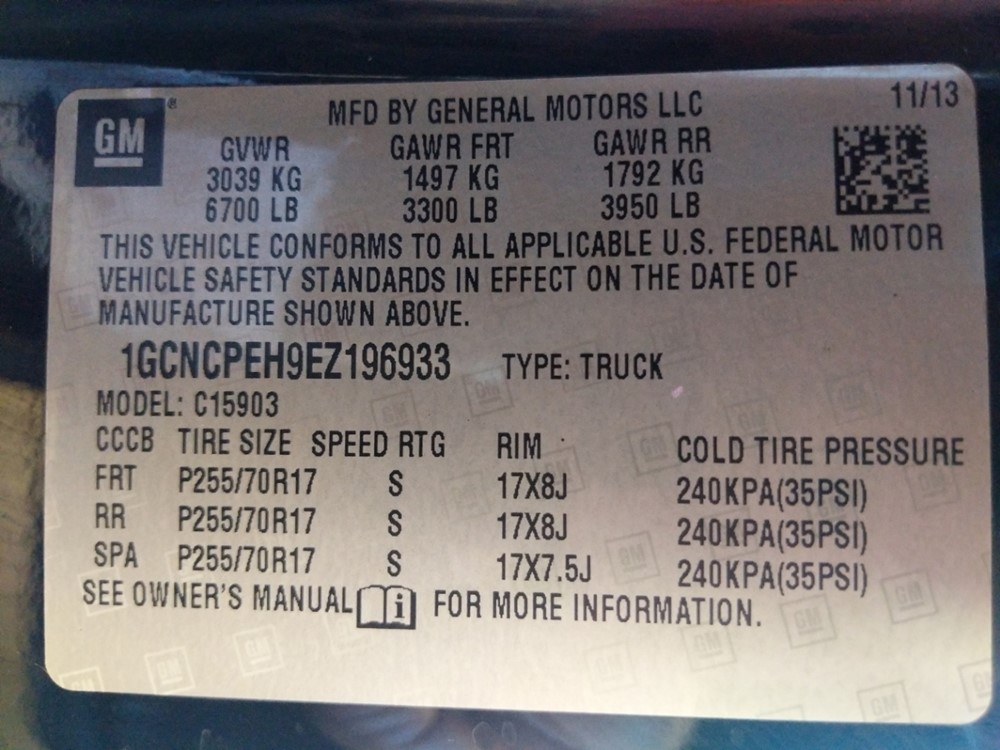 GM ® MFD BY GENERAL MOTORS LLC 11/13
GVWR GAWR FRT GAWR RR
3039 KG 1497 KG 1792 KG
6700 LB 3300 LB 3950 LB
THIS VEHICLE CONFORMS TO ALL APPLICABLE U.S. FEDERAL MOTOR
VEHICLE SAFETY STANDARDS IN EFFECT ON THE DATE OF
MANUFACTURE SHOWN ABOVE.
1GCNCPEH9EZ196933 TYPE: TRUCK
MODEL: C15903
CCCB TIRE SIZE SPEED RTG RIM COLD TIRE PRESSURE
FRT P255/70R17 S 17X8J 240KPA(35PSI)
RR P255/70R17 S 17X8J 240KPA(35PSI)
SPA P255/70R17 S 17X7.5J 240KPA(35PSI)
SEE OWNER'S MANUAL i FOR MORE INFORMATION.